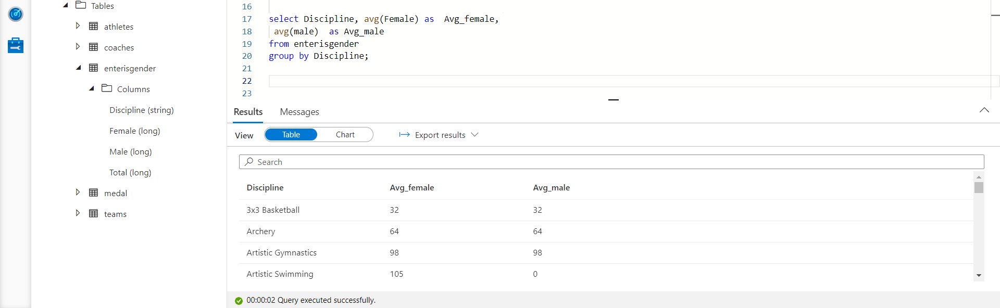 Tables
athletes
coaches
enterisgender
Columns
Discipline (string)
Female (long)
Male (long)
Total (long)
medal
teams
16
17 select Discipline, avg(Female) as  Avg_female,
18  avg(male)  as Avg_male
19 from enterisgender
20 group by Discipline;
21
22
23
Results Messages
View Table Chart Export results
Search
Discipline Avg_female Avg_male
3x3 Basketball 32 32
Archery 64 64
Artistic Gymnastics 98 98
Artistic Swimming 105 0
00:00:02 Query executed successfully.